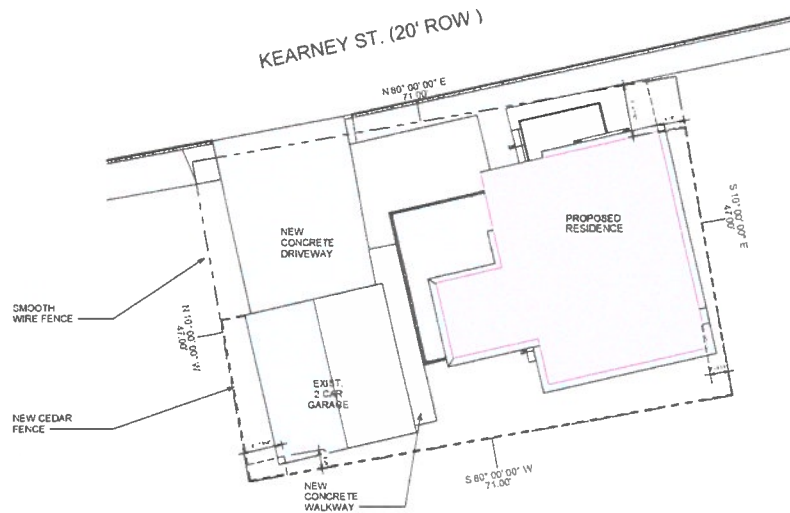 KEARNEY ST. (20' ROW )
N 80° 00' 00" E
71.00'
S 10° 00' 00" E
47.00'
PROPOSED
RESIDENCE
NEW
CONCRETE
DRIVEWAY
SMOOTH
WIRE FENCE
N 10° 00' 00" W
47.00'
EXIST.
2 CAR
GARAGE
NEW CEDAR
FENCE
S 80° 00' 00" W
71.00'
NEW
CONCRETE
WALKWAY